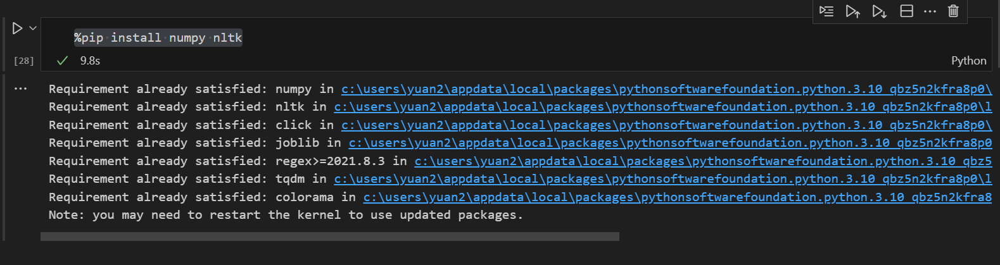 %pip install numpy nltk
[28]
9.8s
Python
Requirement already satisfied: numpy in c:\users\yuan2\appdata\local\packages\pythonsoftwarefoundation.python.3.10_qbz5n2kfra8p0\
Requirement already satisfied: nltk in c:\users\yuan2\appdata\local\packages\pythonsoftwarefoundation.python.3.10_qbz5n2kfra8p0\l
Requirement already satisfied: click in c:\users\yuan2\appdata\local\packages\pythonsoftwarefoundation.python.3.10_qbz5n2kfra8p0\
Requirement already satisfied: joblib in c:\users\yuan2\appdata\local\packages\pythonsoftwarefoundation.python.3.10_qbz5n2kfra8p0
Requirement already satisfied: regex>=2021.8.3 in c:\users\yuan2\appdata\local\packages\pythonsoftwarefoundation.python.3.10_qbz5
Requirement already satisfied: tqdm in c:\users\yuan2\appdata\local\packages\pythonsoftwarefoundation.python.3.10_qbz5n2kfra8p0\l
Requirement already satisfied: colorama in c:\users\yuan2\appdata\local\packages\pythonsoftwarefoundation.python.3.10_qbz5n2kfra8
Note: you may need to restart the kernel to use updated packages.